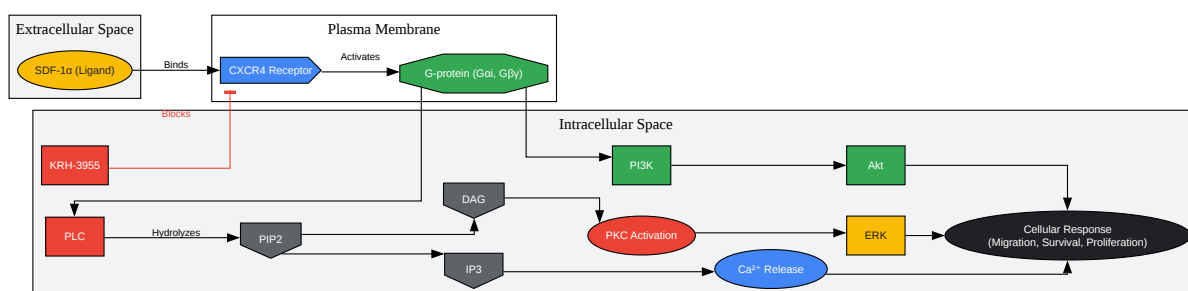 Extracellular Space
Plasma Membrane
SDF-1α (Ligand)
Binds
CXCR4 Receptor
Activates
G-protein (Gαi, Gβγ)
Blocks
Intracellular Space
KRH-3955
PI3K
Akt
DAG
PLC
Hydrolyzes
PIP2
PKC Activation
ERK
Cellular Response
(Migration, Survival, Proliferation)
IP3
Ca²⁺ Release